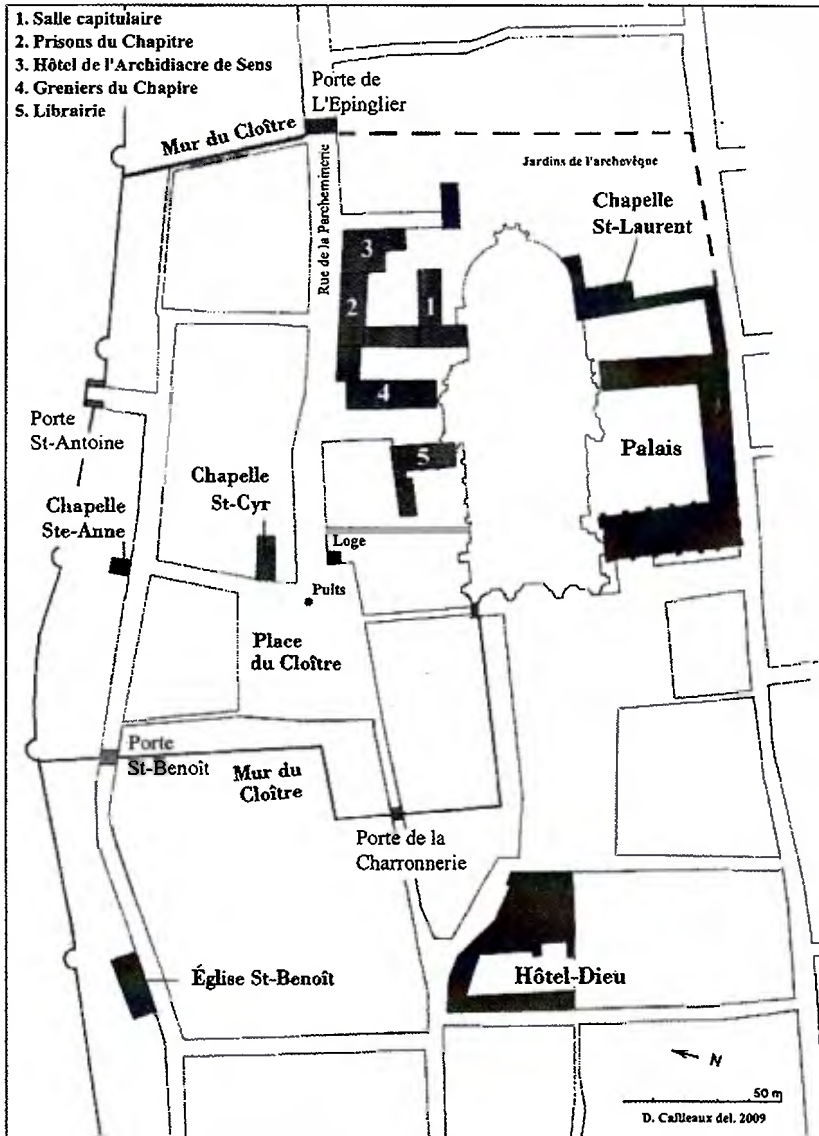 1. Salle capitulaire
2. Prisons du Chapitre
3. Hôtel de l'Archidiacre de Sens
4. Greniers du Chapire
5. Librairie
Porte de
L'Epinglier
Mur du Cloître
Jardins de l'archevêque
Rue de la Parcheminerie
Chapelle
St-Laurent
3
2
1
4
Porte
St-Antoine
Chapelle
St-Cyr
5
Palais
Chapelle
Ste-Anne
Loge
Puits
Place
du Cloître
Porte
St-Benoît
Mur du
Cloître
Porte de la
Charronnerie
Église St-Benoît
Hôtel-Dieu
N
50 m
D. Cailleaux del. 2009